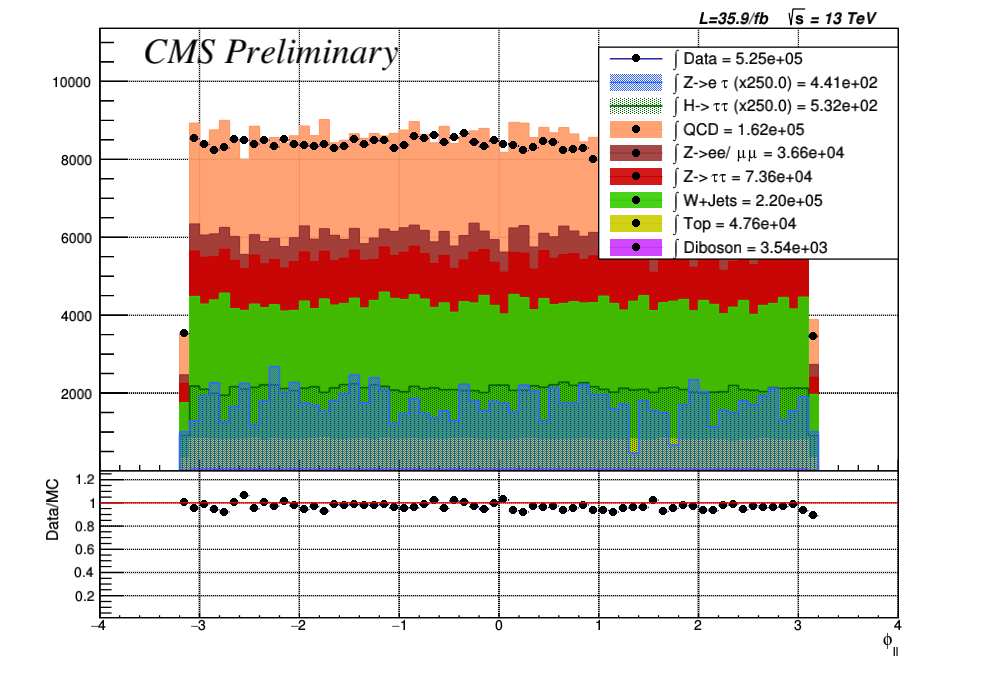 L=35.9/fb √s = 13 TeV
CMS Preliminary
∫ Data = 5.25e+05
∫ Z->e τ (x250.0) = 4.41e+02
∫ H-> ττ (x250.0) = 5.32e+02
∫ QCD = 1.62e+05
∫ Z->ee/ μμ = 3.66e+04
∫ Z-> ττ = 7.36e+04
∫ W+Jets = 2.20e+05
∫ Top = 4.76e+04
∫ Diboson = 3.54e+03
10000
8000
6000
4000
2000
Data/MC
1.2
1
0.8
0.6
0.4
0.2
−4 −3 −2 −1 0 1 2 3 4
ϕ_ll